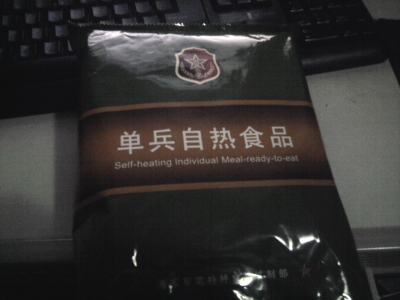 单兵自热食品
Self-heating Individual Meal-ready-to-eat